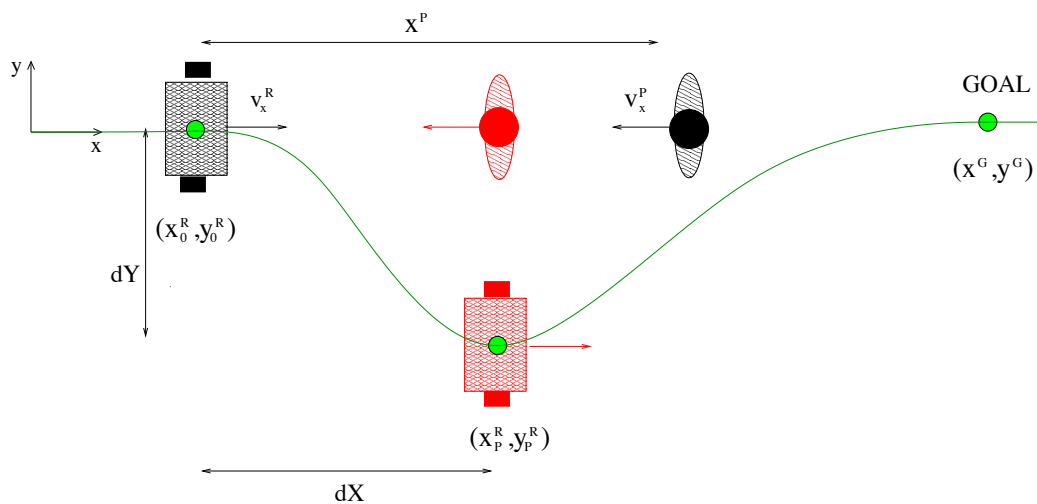 x^P
y
v_x^R
v_x^P
GOAL
x
(x^G,y^G)
(x_0^R,y_0^R)
dY
(x_P^R,y_P^R)
dX